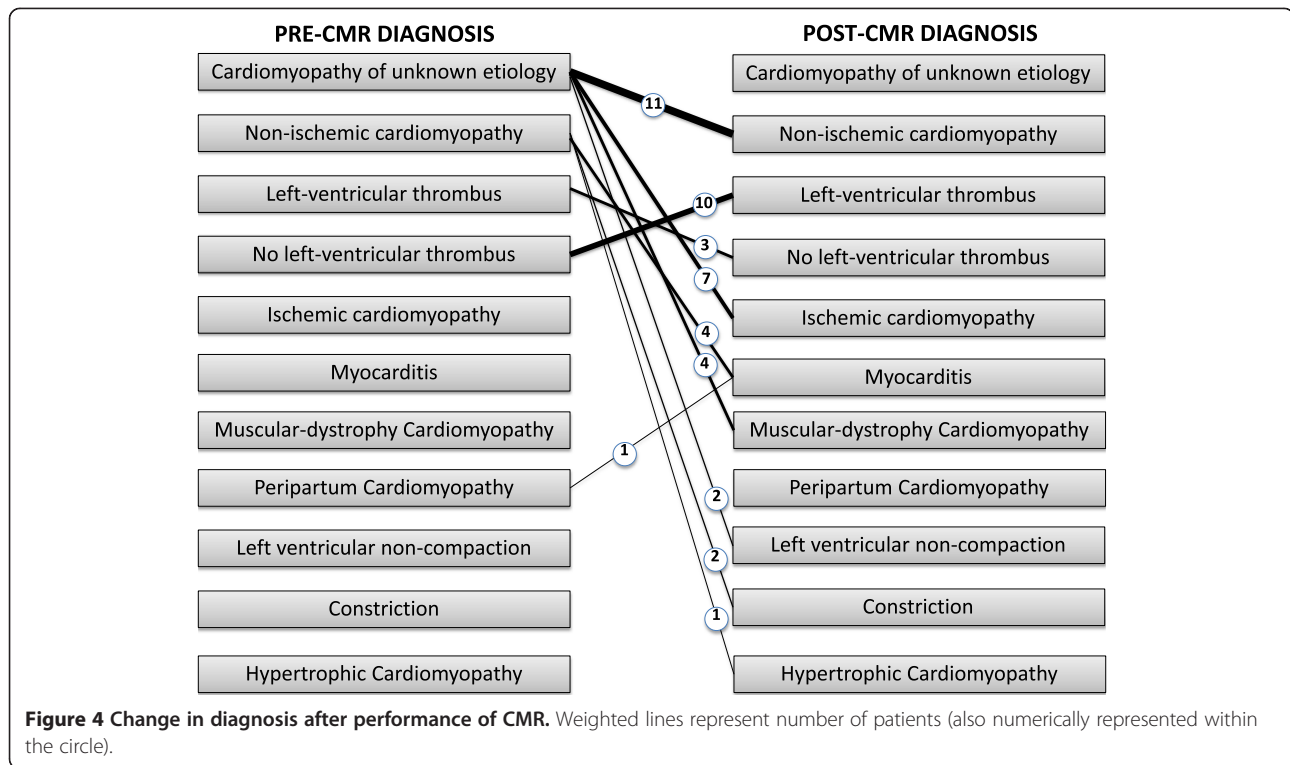 PRE-CMR DIAGNOSIS
POST-CMR DIAGNOSIS
Cardiomyopathy of unknown etiology
Cardiomyopathy of unknown etiology
11
Non-ischemic cardiomyopathy
Non-ischemic cardiomyopathy
Left-ventricular thrombus
10
Left-ventricular thrombus
No left-ventricular thrombus
3
No left-ventricular thrombus
7
Ischemic cardiomyopathy
Ischemic cardiomyopathy
4
4
Myocarditis
Myocarditis
Muscular-dystrophy Cardiomyopathy
Muscular-dystrophy Cardiomyopathy
1
Peripartum Cardiomyopathy
2
Peripartum Cardiomyopathy
Left ventricular non-compaction
2
Left ventricular non-compaction
Constriction
1
Constriction
Hypertrophic Cardiomyopathy
Hypertrophic Cardiomyopathy
Figure 4 Change in diagnosis after performance of CMR. Weighted lines represent number of patients (also numerically represented within
the circle).